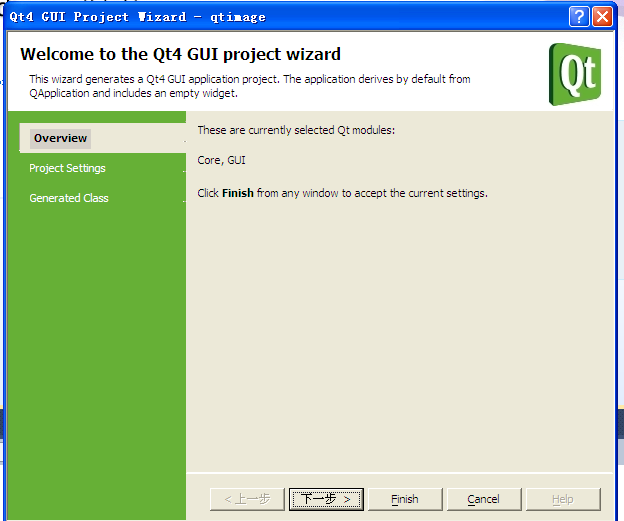 Qt4 GUI Project Wizard - qtimage
Welcome to the Qt4 GUI project wizard
This wizard generates a Qt4 GUI application project. The application derives by default from
QApplication and includes an empty widget.
Qt
Overview
Project Settings
Generated Class
These are currently selected Qt modules:
Core, GUI
Click Finish from any window to accept the current settings.
< 上一步
下一步 >
Finish
Cancel
Help